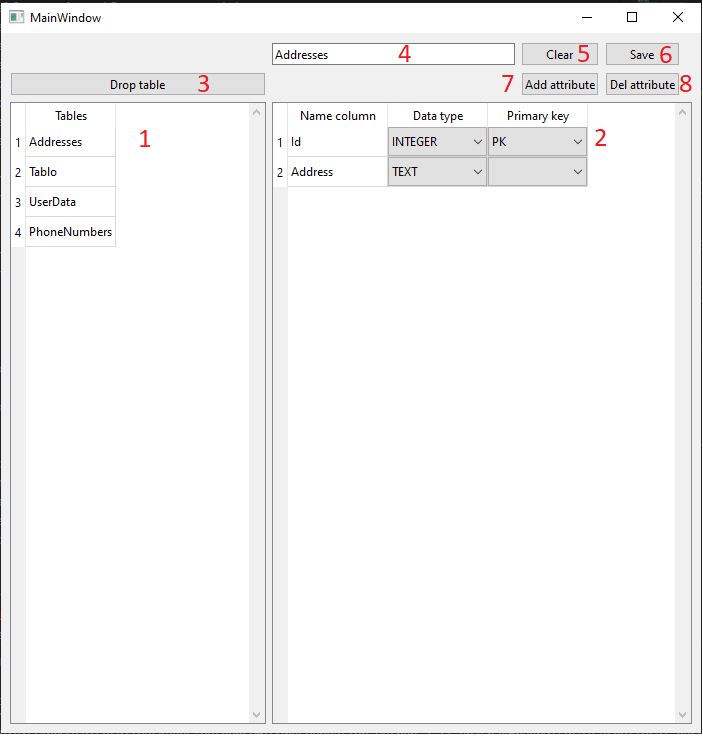 MainWindow
Addresses 4 Clear 5 Save 6
Drop table 3 7 Add attribute Del attribute 8
Tables
1 Addresses 1
2 Tablo
3 UserData
4 PhoneNumbers
Name column Data type Primary key
1 Id INTEGER PK 2
2 Address TEXT